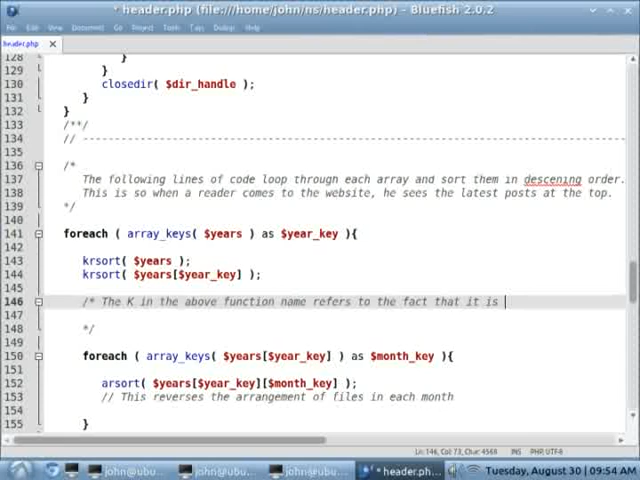 * header.php (file:///home/john/ns/header.php) - Bluefish 2.0.2
File Edit View Document Go Project Tools Tags Dialogs Help
header.php
128 }
129 }
130 closedir( $dir_handle );
131 }
132 }
133 /**/
134 // ----------------------------------------------------------------
135
136 /*
137 The following lines of code loop through each array and sort them in descening order.
138 This is so when a reader comes to the website, he sees the latest posts at the top.
139 */
140
141 foreach ( array_keys( $years ) as $year_key ){
142
143 krsort( $years );
144 krsort( $years[$year_key] );
145
146 /* The K in the above function name refers to the fact that it is
147
148 */
149
150 foreach ( array_keys( $years[$year_key] ) as $month_key ){
151
152 arsort( $years[$year_key][$month_key] );
153 // This reverses the arrangement of files in each month
154
155 }
Ln: 146, Col: 73, Char: 4568 INS PHP, UTF-8
john@ubu... john@ubu... john@ubu... * header.ph... Tuesday, August 30 | 09:54 AM